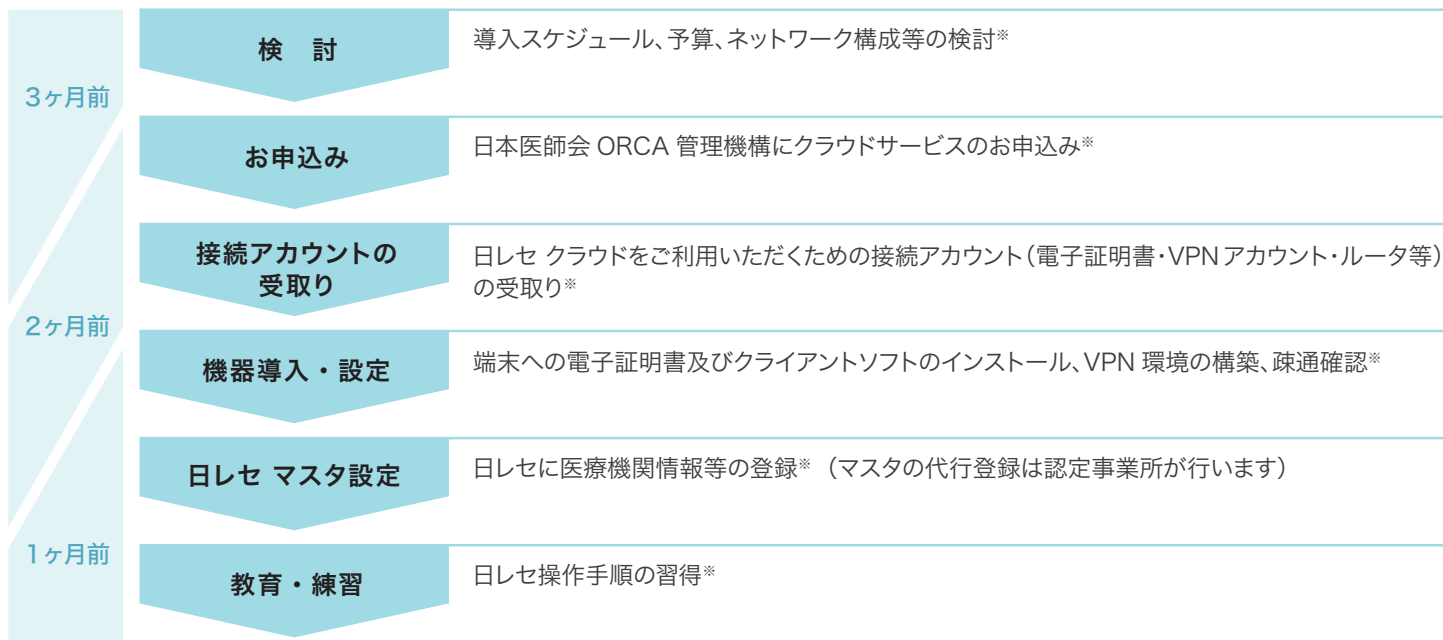 検　討
導入スケジュール、予算、ネットワーク構成等の検討※
3ヶ月前
お申込み
日本医師会 ORCA 管理機構にクラウドサービスのお申込み※
接続アカウントの
受取り
日レセ クラウドをご利用いただくための接続アカウント（電子証明書・VPNアカウント・ルータ等）
の受取り※
2ヶ月前
機器導入・設定
端末への電子証明書及びクライアントソフトのインストール、VPN 環境の構築、疎通確認※
日レセ マスタ設定
日レセに医療機関情報等の登録※（マスタの代行登録は認定事業所が行います）
1ヶ月前
教育・練習
日レセ操作手順の習得※